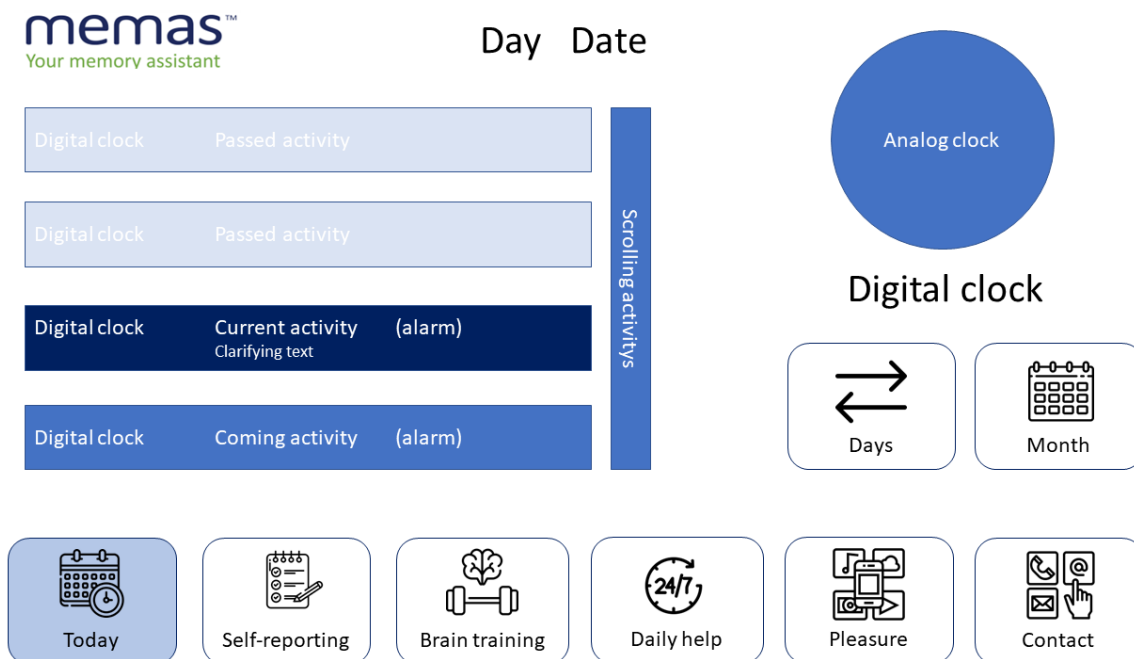 memas™
Your memory assistant
Day Date
Digital clock Passed activity
Digital clock Passed activity
Digital clock Current activity (alarm)
Clarifying text
Digital clock Coming activity (alarm)
Scrolling activitys
Analog clock
Digital clock
Days
Month
24/7
@
Today
Self-reporting
Brain training
Daily help
Pleasure
Contact